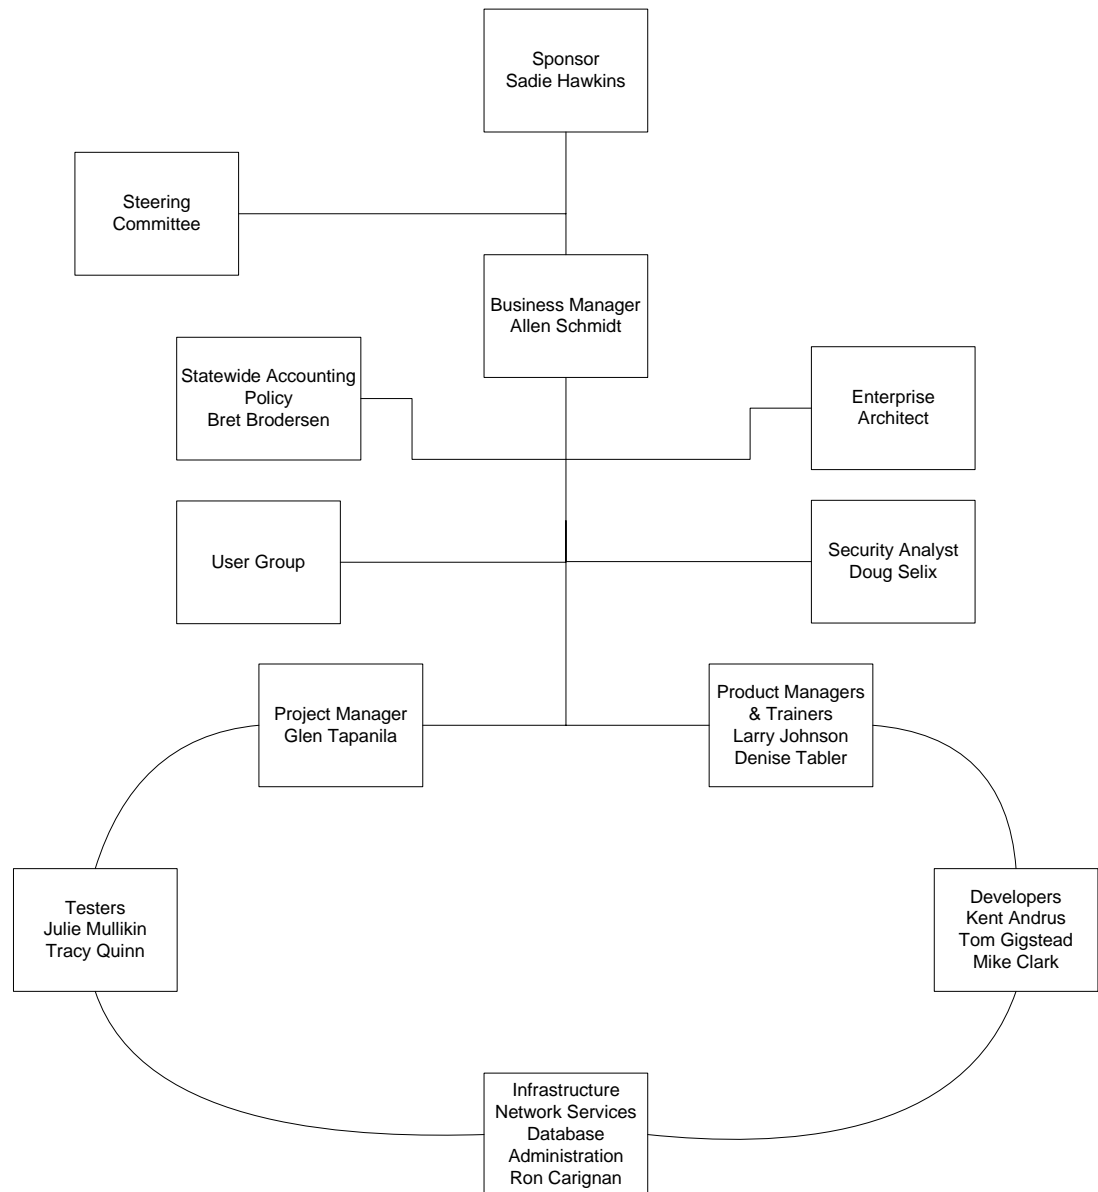 Sponsor
Sadie Hawkins
Steering
Committee
Business Manager
Allen Schmidt
Statewide Accounting
Policy
Bret Brodersen
Enterprise
Architect
User Group
Security Analyst
Doug Selix
Project Manager
Glen Tapanila
Product Managers
& Trainers
Larry Johnson
Denise Tabler
Testers
Julie Mullikin
Tracy Quinn
Developers
Kent Andrus
Tom Gigstead
Mike Clark
Infrastructure
Network Services
Database
Administration
Ron Carignan